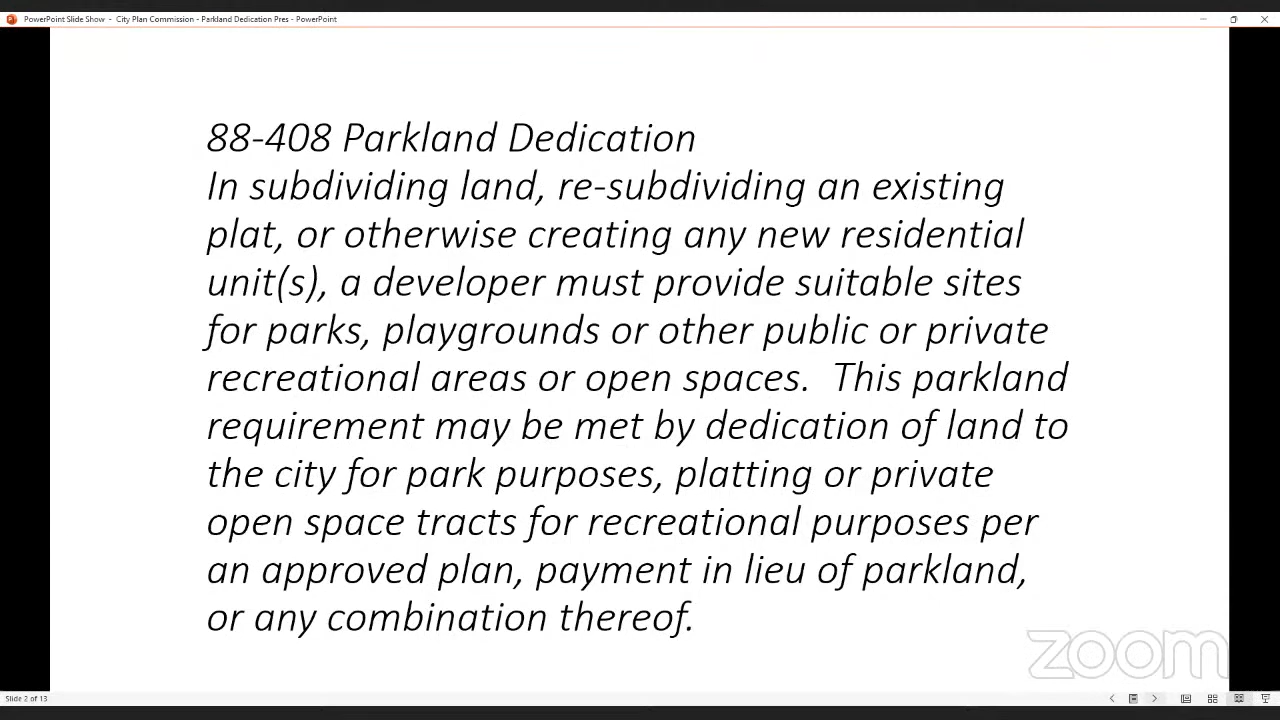 PowerPoint Slide Show - City Plan Commission - Parkland Dedication Pres - PowerPoint
88-408 Parkland Dedication
In subdividing land, re-subdividing an existing
plat, or otherwise creating any new residential
unit(s), a developer must provide suitable sites
for parks, playgrounds or other public or private
recreational areas or open spaces.  This parkland
requirement may be met by dedication of land to
the city for park purposes, platting or private
open space tracts for recreational purposes per
an approved plan, payment in lieu of parkland,
or any combination thereof.
zoom
Slide 2 of 13